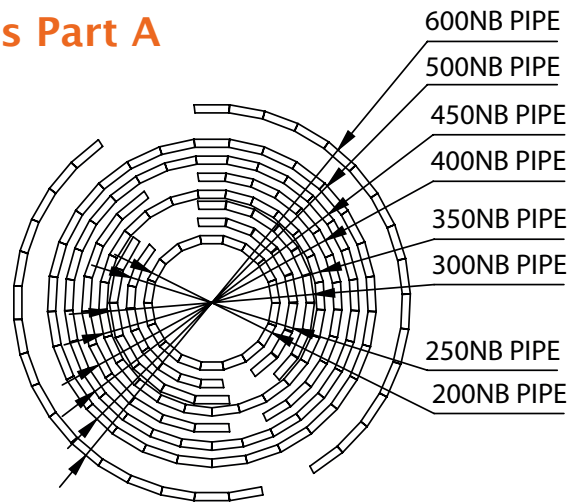 s Part A
600NB PIPE
500NB PIPE
450NB PIPE
400NB PIPE
350NB PIPE
300NB PIPE
250NB PIPE
200NB PIPE